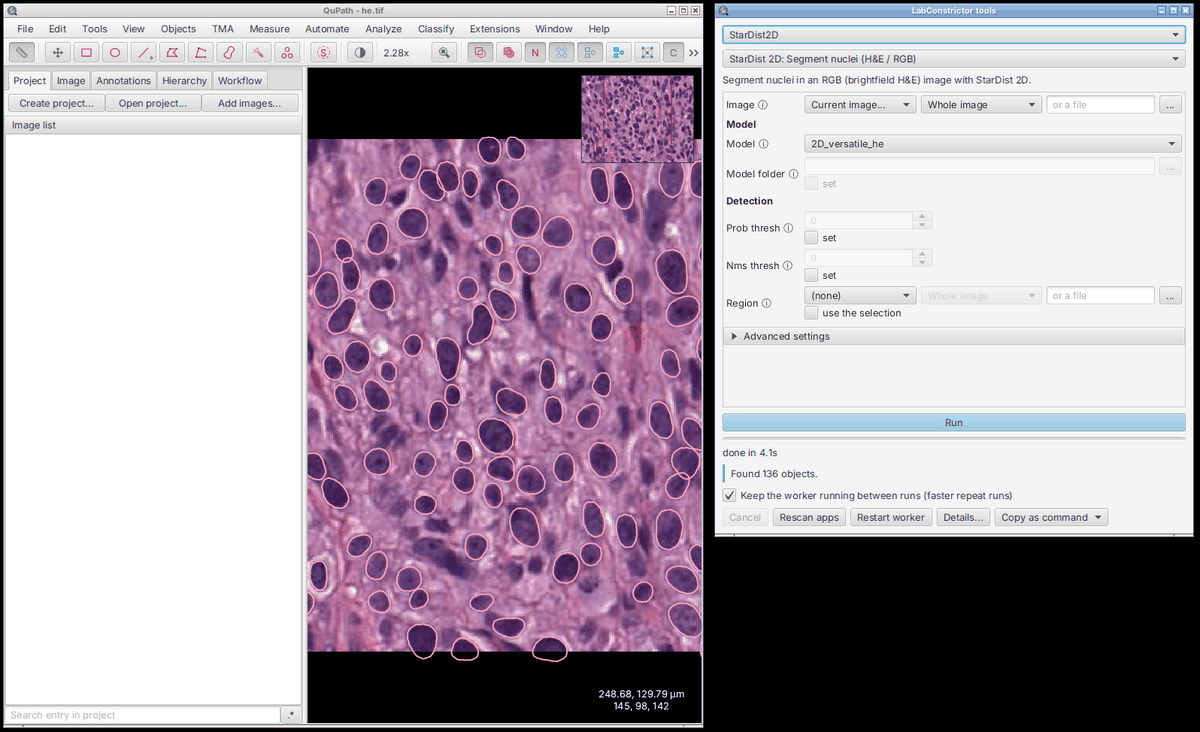 QuPath - he.tif
File Edit Tools View Objects TMA Measure Automate Analyze Classify Extensions Window Help
S 2.28x N C »
Project Image Annotations Hierarchy Workflow
Create project... Open project... Add images...
Image list
Search entry in project .*
248.68, 129.79 µm
145, 98, 142
LabConstrictor tools
StarDist2D
StarDist 2D: Segment nuclei (H&E / RGB)
Segment nuclei in an RGB (brightfield H&E) image with StarDist 2D.
Image ⓘ Current image... Whole image or a file ...
Model
Model ⓘ 2D_versatile_he
Model folder ⓘ ...
set
Detection
Prob thresh ⓘ 0
set
Nms thresh ⓘ 0
set
Region ⓘ (none) Whole image or a file ...
use the selection
Advanced settings
Run
done in 4.1s
Found 136 objects.
Keep the worker running between runs (faster repeat runs)
Cancel Rescan apps Restart worker Details... Copy as command